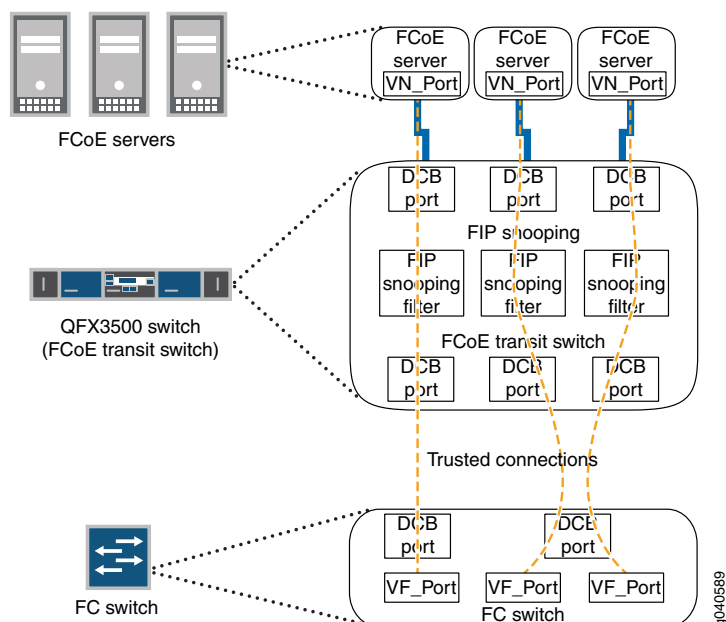 FCoE
server
VN_Port
FCoE
server
VN_Port
FCoE
server
VN_Port
FCoE servers
DCB
port
DCB
port
DCB
port
FIP snooping
FIP
snooping
filter
FIP
snooping
filter
FIP
snooping
filter
QFX3500 switch
(FCoE transit switch)
FCoE transit switch
DCB
port
DCB
port
DCB
port
Trusted connections
DCB
port
DCB
port
VF_Port
VF_Port
VF_Port
FC switch
FC switch
g040589